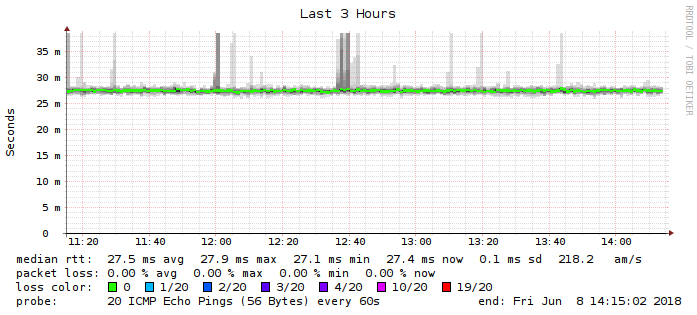 Last 3 Hours
RRDTOOL / TOBI OETIKER
Seconds
35 m
30 m
25 m
20 m
15 m
10 m
5 m
0
11:20 11:40 12:00 12:20 12:40 13:00 13:20 13:40 14:00
median rtt: 27.5 ms avg 27.9 ms max 27.1 ms min 27.4 ms now 0.1 ms sd 218.2 am/s
packet loss: 0.00 % avg 0.00 % max 0.00 % min 0.00 % now
loss color: 0 1/20 2/20 3/20 4/20 10/20 19/20
probe: 20 ICMP Echo Pings (56 Bytes) every 60s end: Fri Jun 8 14:15:02 2018